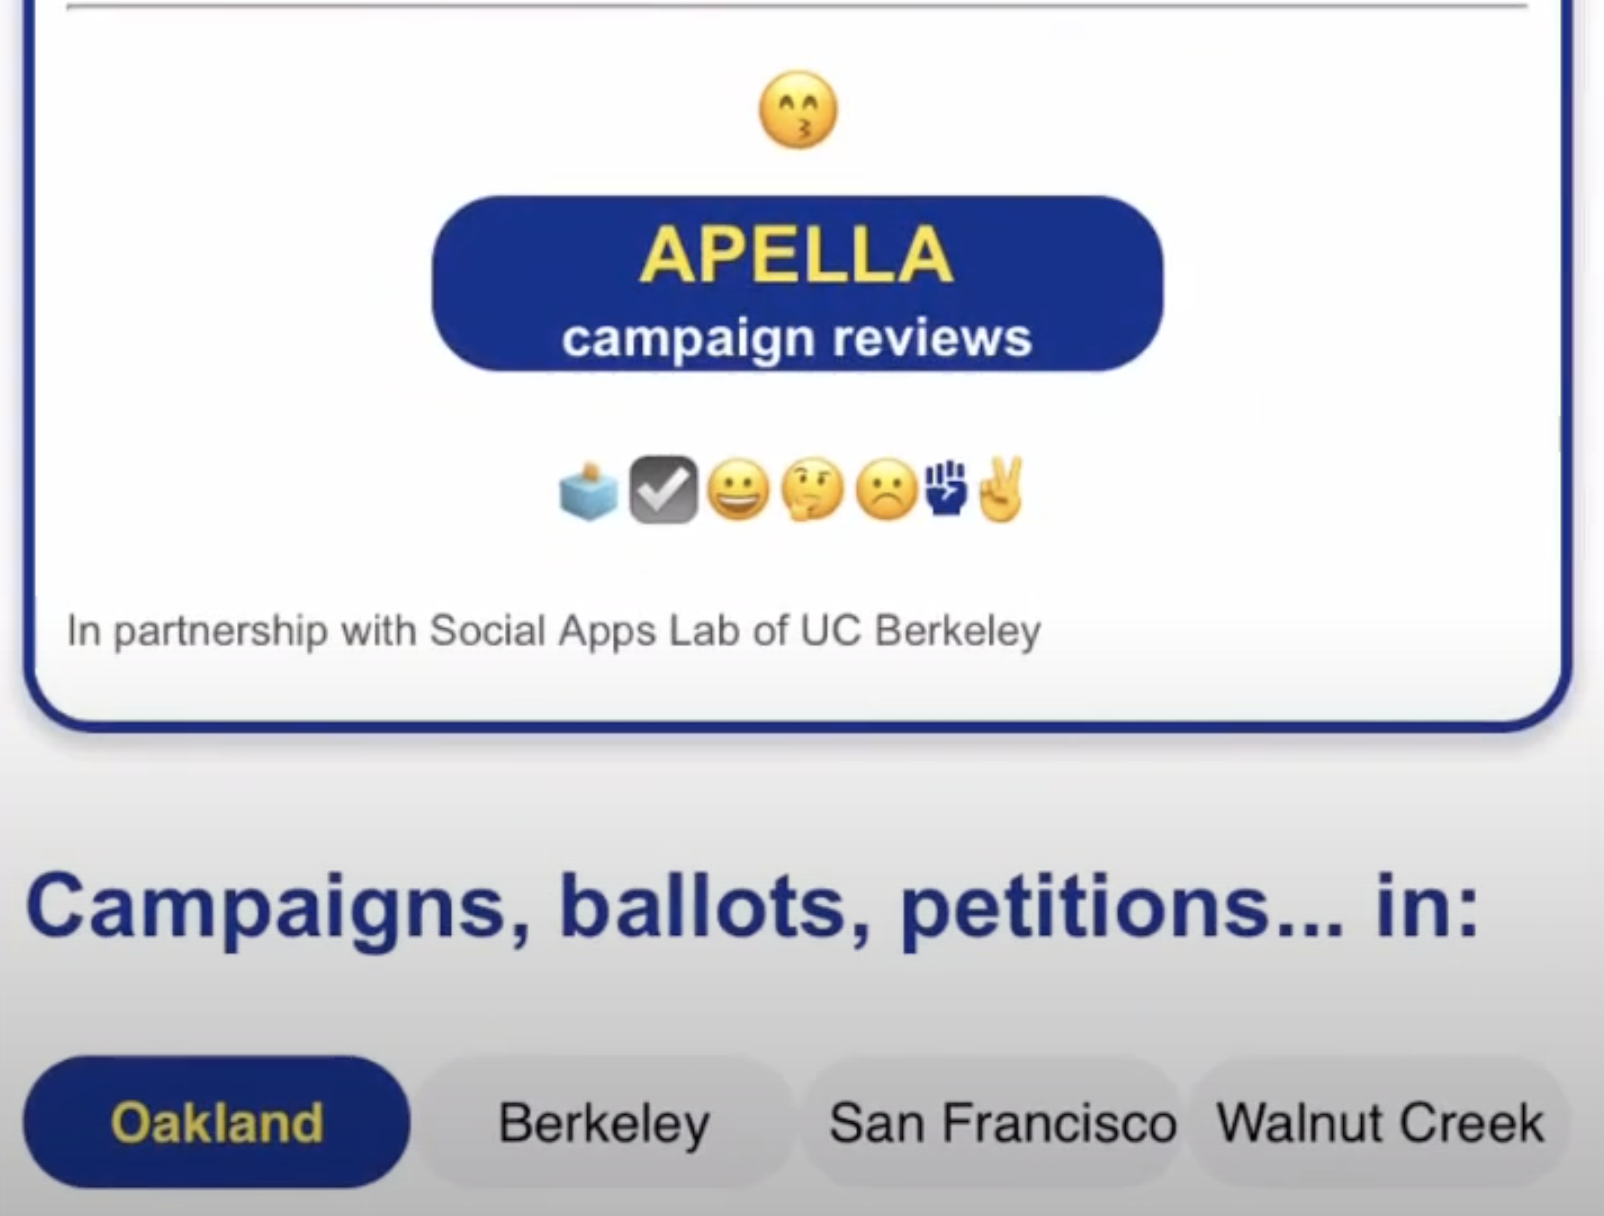 APELLA
campaign reviews
In partnership with Social Apps Lab of UC Berkeley
Campaigns, ballots, petitions... in:
Oakland
Berkeley
San Francisco
Walnut Creek